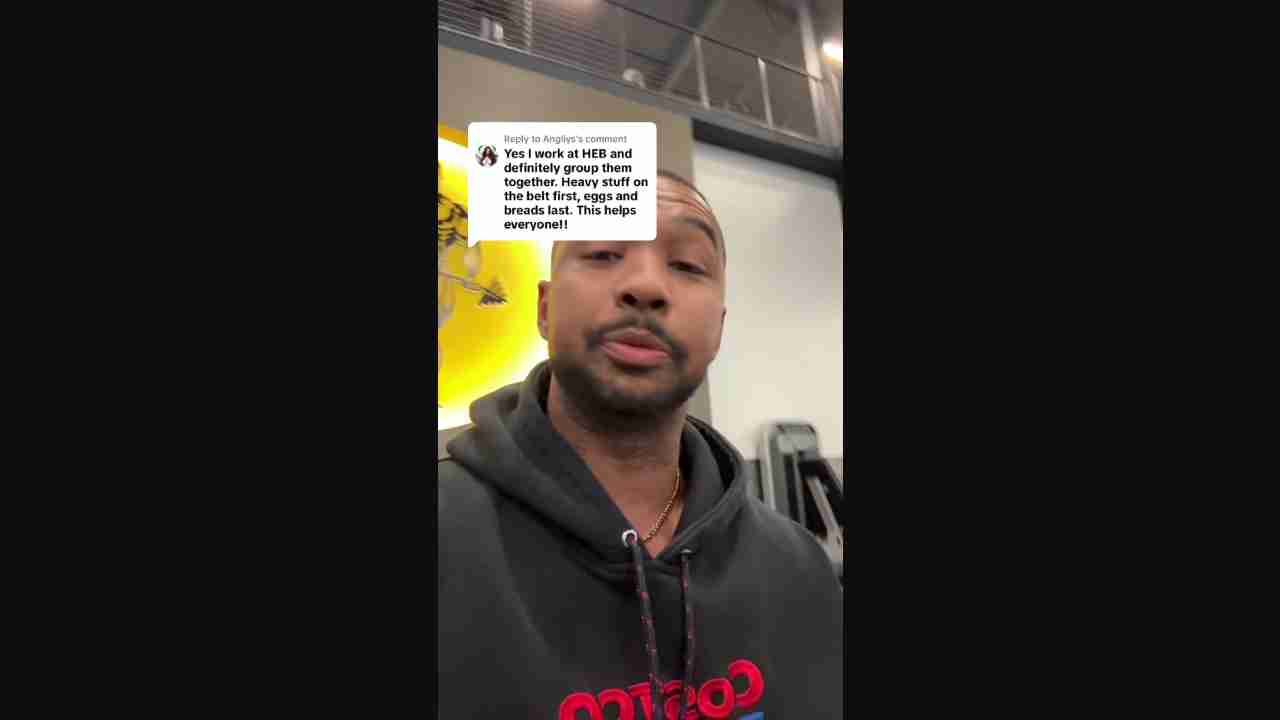 Reply to Angliys's comment
Yes I work at HEB and
definitely group them
together. Heavy stuff on
the belt first, eggs and
breads last. This helps
everyone!!
COSTCO